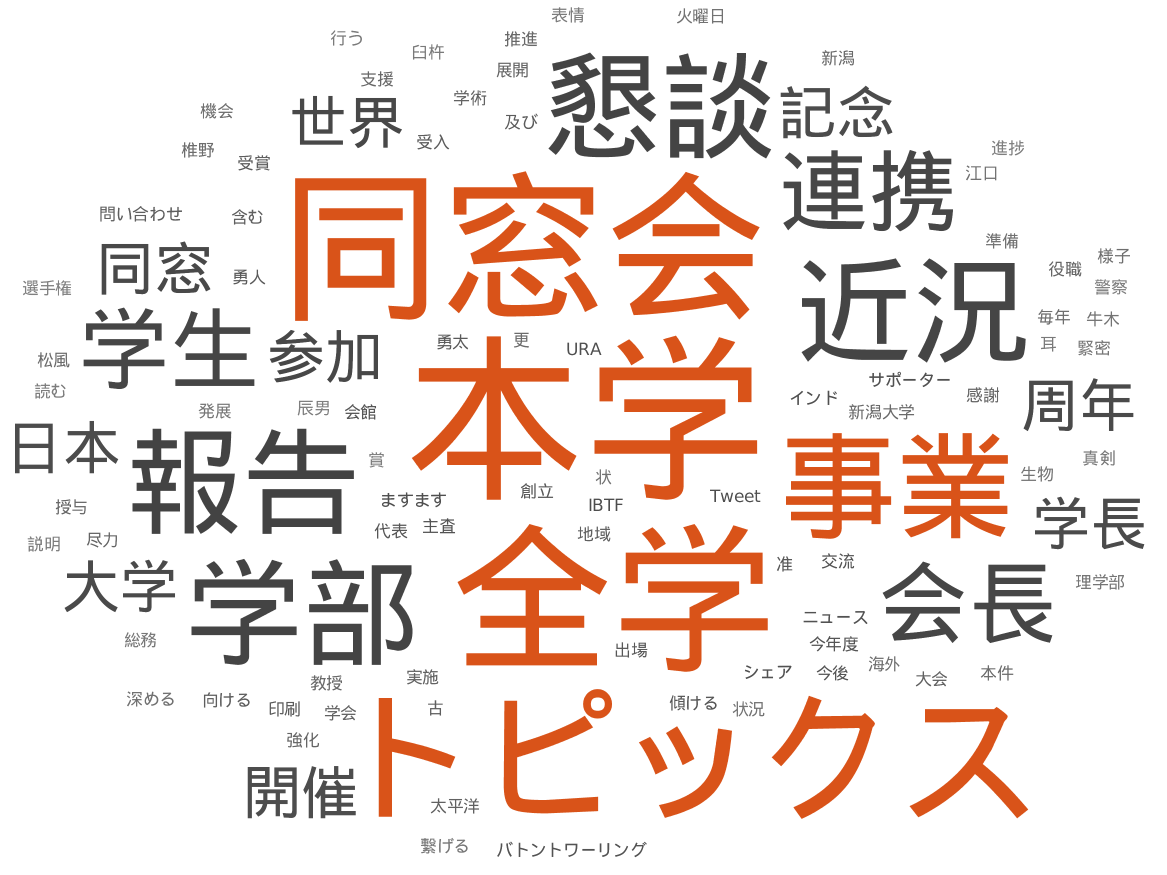 表情
火曜日
行う
推進
臼杵
懇談
新潟
展開
支援
学術
記念
世界
機会
及び
受入
椎野
受賞
連携
進捗
江口
同窓会
問い合わせ
含む
準備
同窓
近況
様子
役職
勇人
選手権
警察
学生
毎年
牛木
参加
勇太
更
URA
耳
緊密
松風
本学
サポーター
読む
インド
感謝
周年
発展
辰男
会館
新潟大学
日本
報告
賞
事業
真剣
状
生物
創立
ますます
IBTF
Tweet
授与
代表
主査
地域
学長
説明
尽力
全学
准
交流
大学
学部
会長
理学部
ニュース
総務
出場
今年度
海外
シェア
今後
大会
本件
実施
教授
深める
向ける
印刷
学会
古
傾ける
状況
強化
トピックス
開催
太平洋
繋げる
バトントワーリング